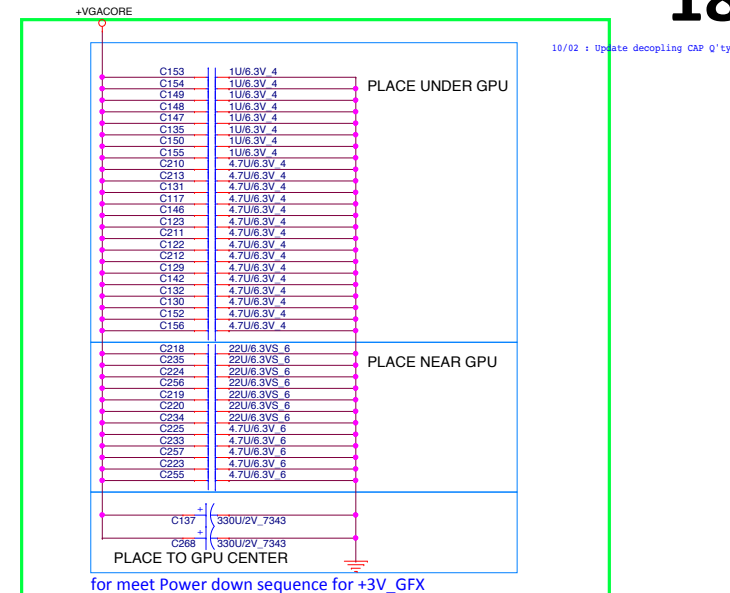 +VGACORE
18
10/02 : Update decopling CAP Q'ty
C153 1U/6.3V_4
C154 1U/6.3V_4
PLACE UNDER GPU
C149 1U/6.3V_4
C148 1U/6.3V_4
C147 1U/6.3V_4
C135 1U/6.3V_4
C150 1U/6.3V_4
C155 1U/6.3V_4
C210 4.7U/6.3V_4
C213 4.7U/6.3V_4
C131 4.7U/6.3V_4
C117 4.7U/6.3V_4
C146 4.7U/6.3V_4
C123 4.7U/6.3V_4
C211 4.7U/6.3V_4
C122 4.7U/6.3V_4
C212 4.7U/6.3V_4
C129 4.7U/6.3V_4
C142 4.7U/6.3V_4
C132 4.7U/6.3V_4
C130 4.7U/6.3V_4
C152 4.7U/6.3V_4
C156 4.7U/6.3V_4
C218 22U/6.3VS_6
C235 22U/6.3VS_6
PLACE NEAR GPU
C224 22U/6.3VS_6
C256 22U/6.3VS_6
C219 22U/6.3VS_6
C220 22U/6.3VS_6
C234 22U/6.3VS_6
C225 4.7U/6.3V_6
C233 4.7U/6.3V_6
C257 4.7U/6.3V_6
C223 4.7U/6.3V_6
C255 4.7U/6.3V_6
+
C137 330U/2V_7343
+
C268 330U/2V_7343
PLACE TO GPU CENTER
for meet Power down sequence for +3V_GFX